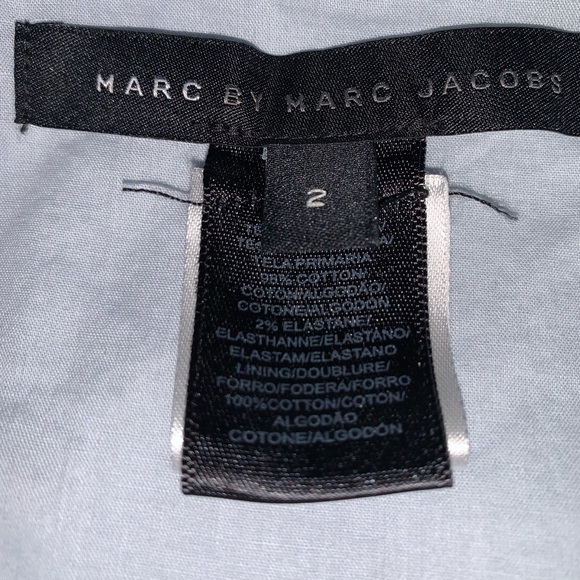 MARC BY MARC JACOBS
2
TELA PRIMARIA
COTTON/
COTON/ALGODÃO/
COTONE/ALGODÓN
2% ELASTANE/
ELASTHANNE/ELASTANO/
ELASTAM/ELASTANO
LINING/DOUBLURE/
FORRO/FODERA/FORRO
100%COTTON/COTON/
ALGODÃO
COTONE/ALGODÓN